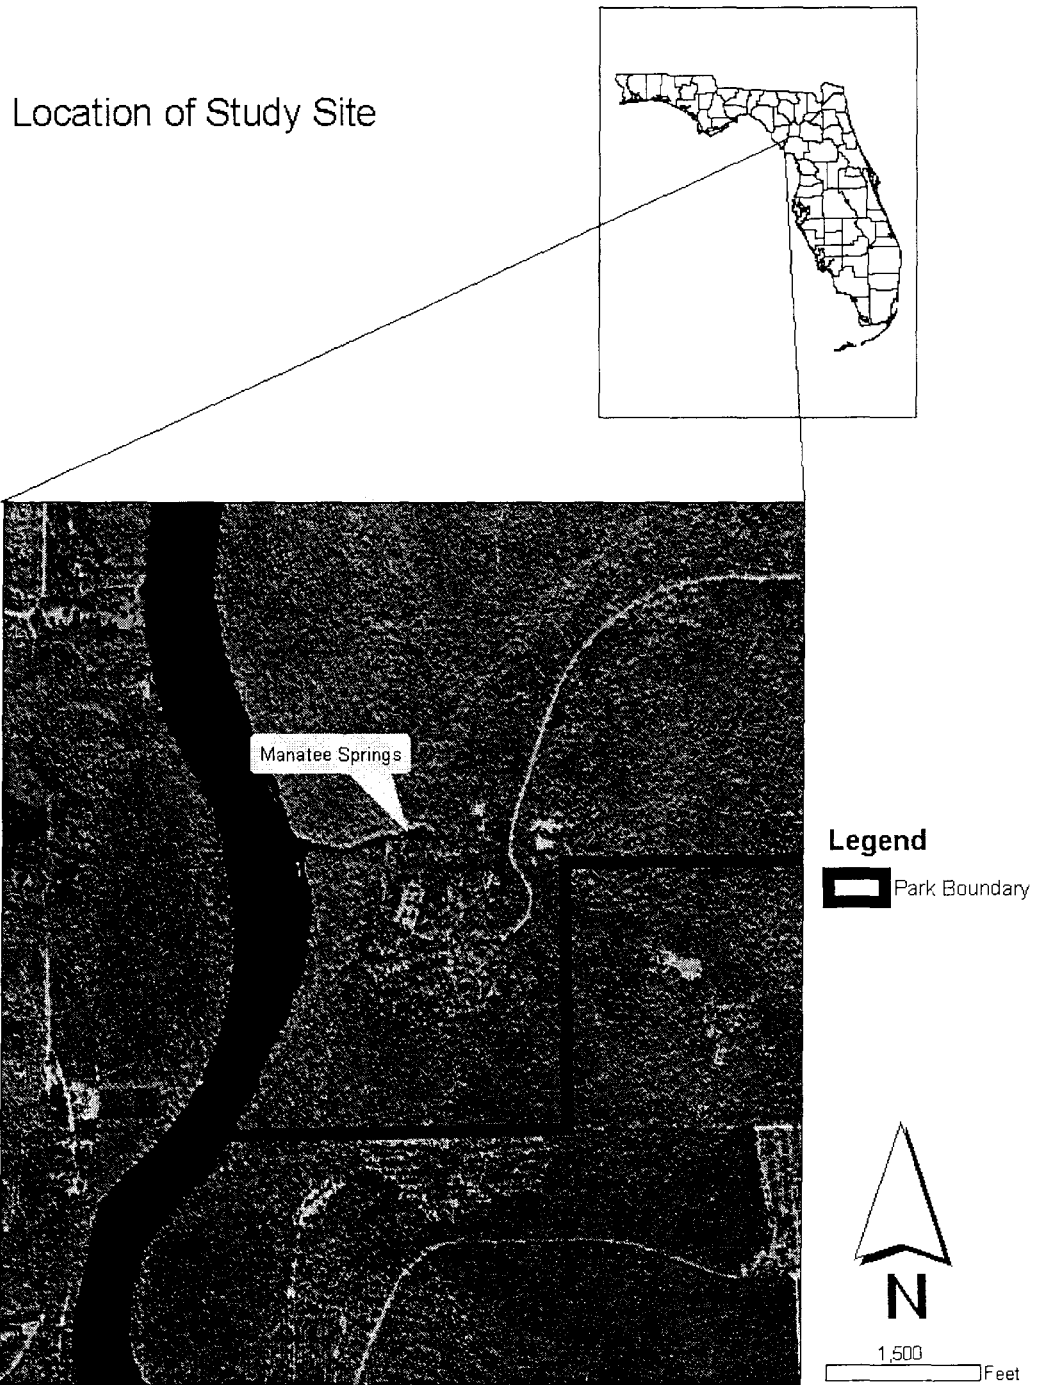 Location of Study Site
Manatee Springs
Legend
Park Boundary
N
1,500
Feet